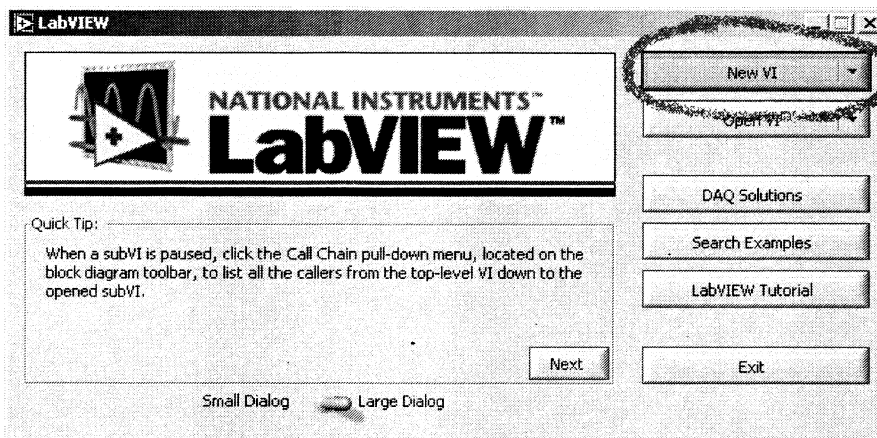 LabVIEW
NATIONAL INSTRUMENTS™
LabVIEW™
New VI
Open VI
DAQ Solutions
Search Examples
LabVIEW Tutorial
Exit
Quick Tip:
When a subVI is paused, click the Call Chain pull-down menu, located on the
block diagram toolbar, to list all the callers from the top-level VI down to the
opened subVI.
Next
Small Dialog Large Dialog